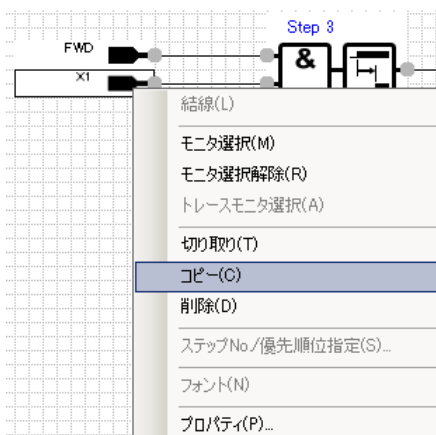 Step 3
FWD
&
X1
結線(L)
モニタ選択(M)
モニタ選択解除(R)
トレースモニタ選択(A)
切り取り(T)
コピー(C)
削除(D)
ステップNo./優先順位指定(S)...
フォント(N)
プロパティ(P)...